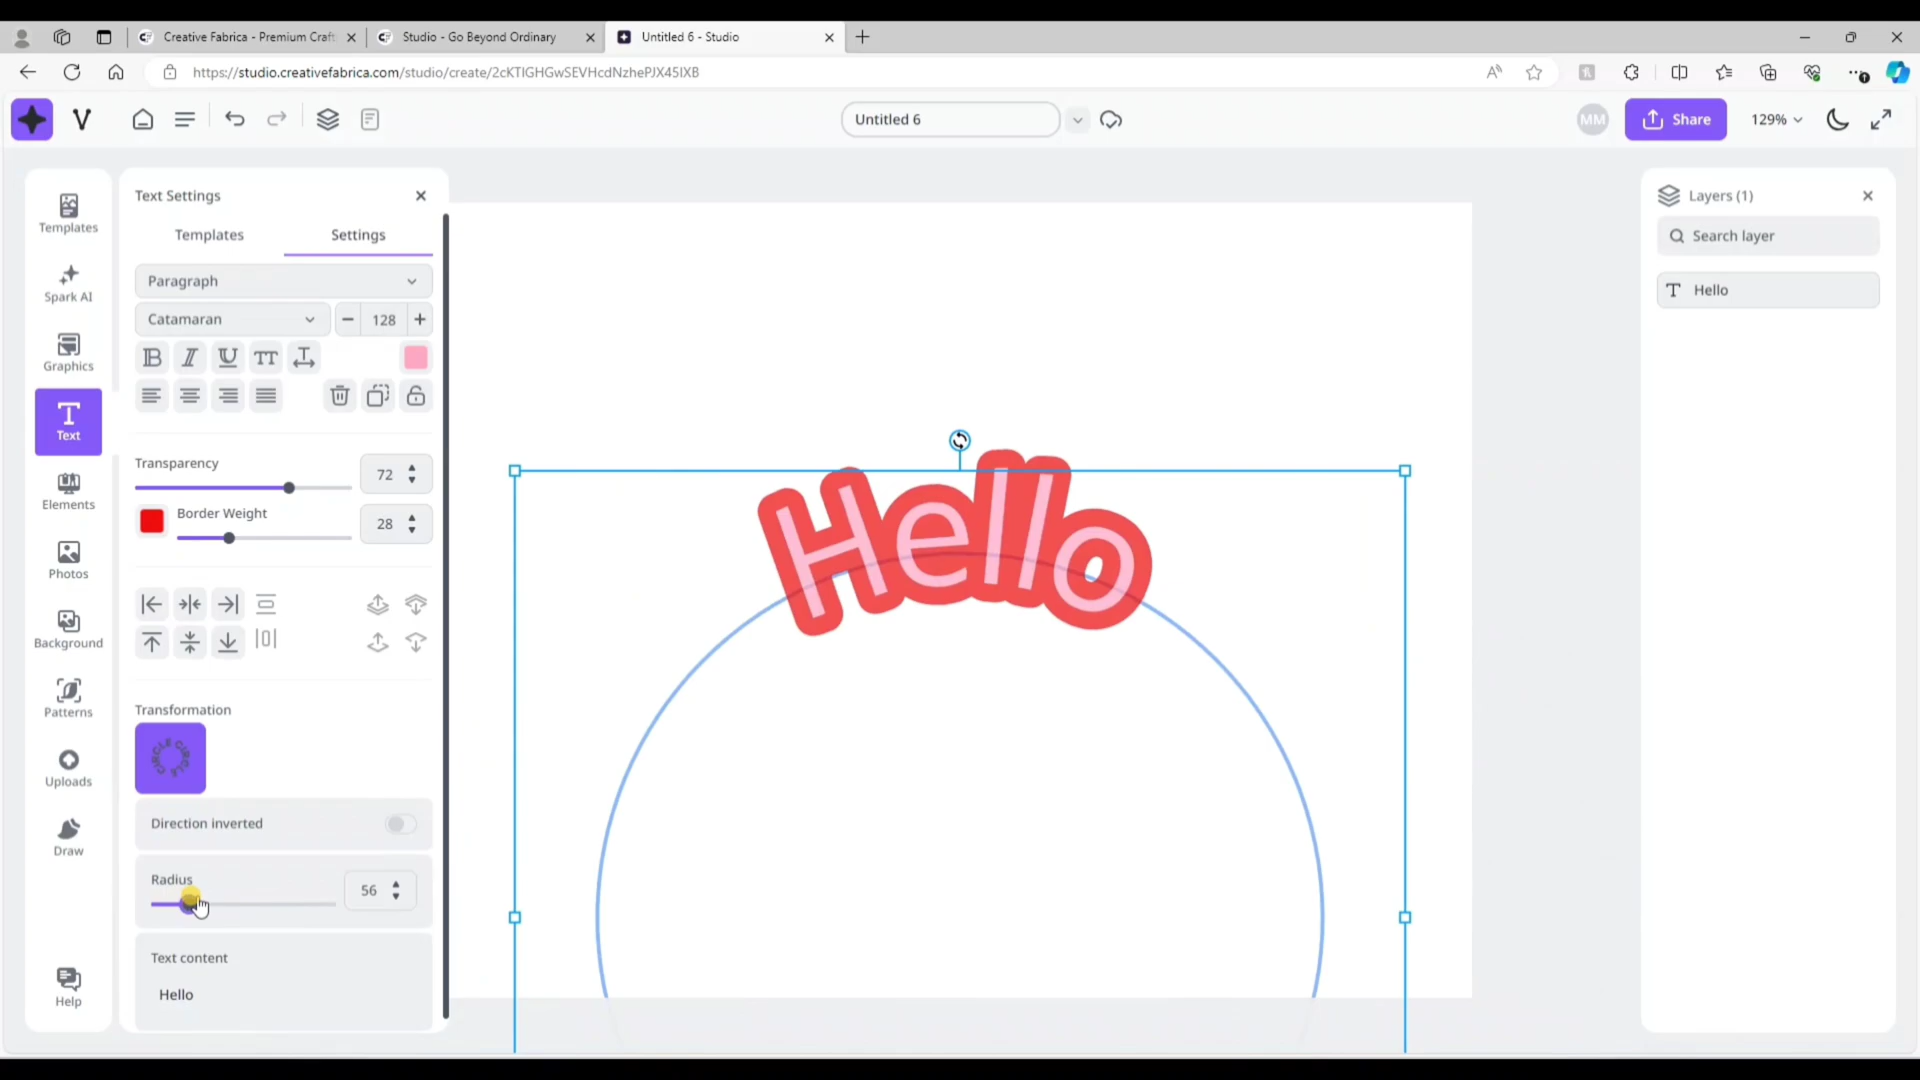 Creative Fabrica - Premium Craft
Studio - Go Beyond Ordinary
Untitled 6 - Studio
https://studio.creativefabrica.com/studio/create/2cKTIGHGwSEVHcdNzhePJX45IXB
Untitled 6
MM
Share
129%
Templates
Spark AI
Graphics
Text
Elements
Photos
Background
Patterns
Uploads
Draw
Help
Text Settings
Templates
Settings
Paragraph
Catamaran
128
Transparency
72
Border Weight
28
Transformation
CIRCLE CIRCLE
Direction inverted
Radius
56
Text content
Hello
Hello
Layers (1)
Search layer
Hello